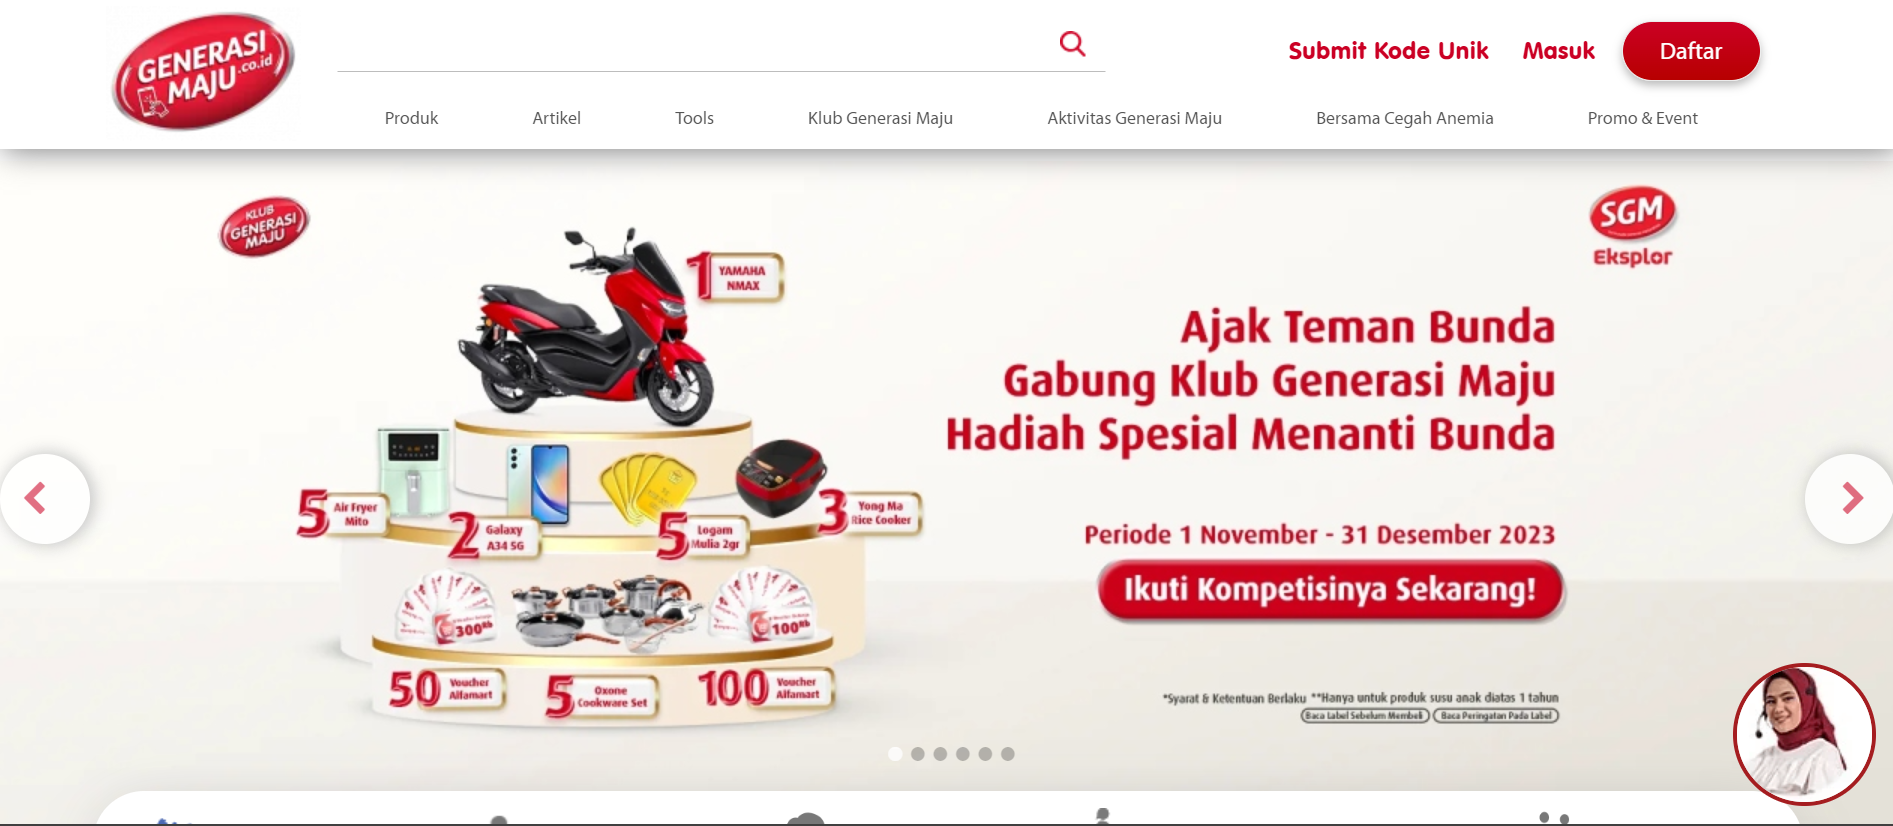 GENERASI
MAJU.co.id
Submit Kode Unik
Masuk
Daftar
Produk
Artikel
Tools
Klub Generasi Maju
Aktivitas Generasi Maju
Bersama Cegah Anemia
Promo & Event
KLUB
GENERASI
MAJU
SGM
Eksplor
1 YAMAHA
NMAX
Ajak Teman Bunda
Gabung Klub Generasi Maju
Hadiah Spesial Menanti Bunda
5 Air Fryer
Mito
2 Galaxy
A34 5G
5 Logam
Mulia 2gr
3 Yong Ma
Rice Cooker
Periode 1 November - 31 Desember 2023
Ikuti Kompetisinya Sekarang!
300Rb
100Rb
50 Voucher
Alfamart
5 Oxone
Cookware Set
100 Voucher
Alfamart
*Syarat & Ketentuan Berlaku **Hanya untuk produk susu anak diatas 1 tahun
Baca Label Sebelum Membeli
Baca Peringatan Pada Label